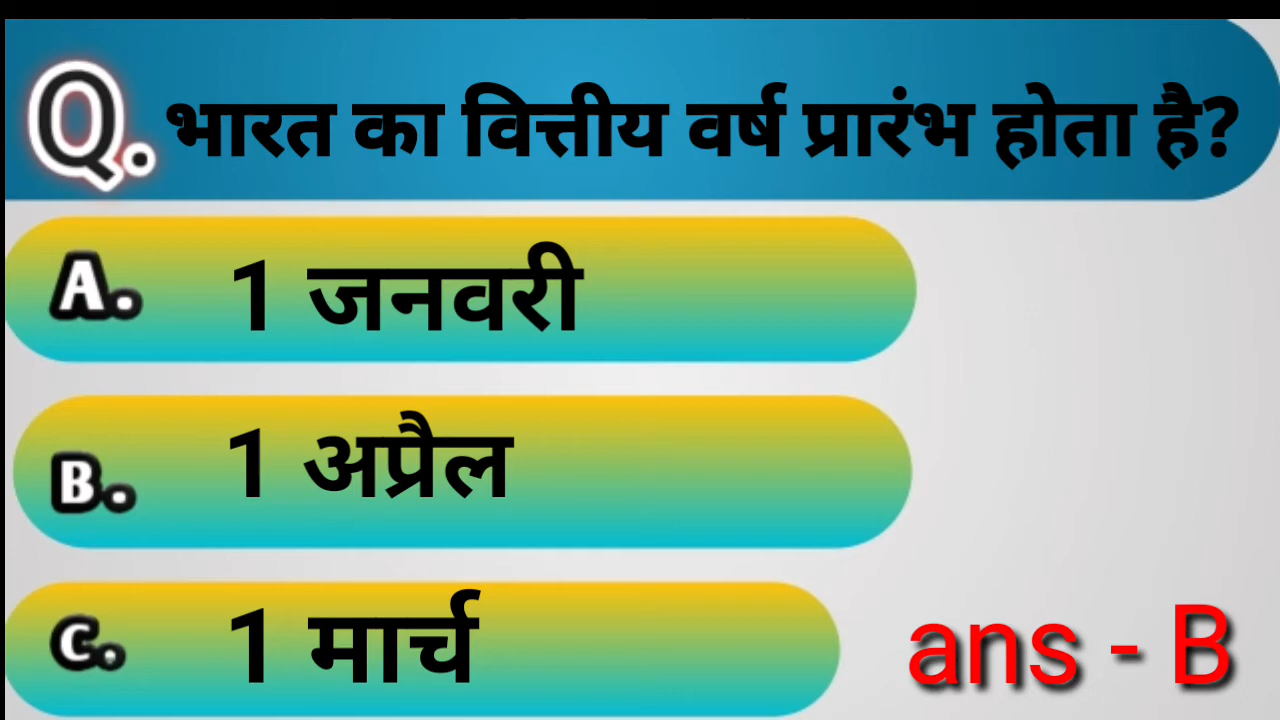 Q. भारत का वित्तीय वर्ष प्रारंभ होता है?
A. 1 जनवरी
B. 1 अप्रैल
C. 1 मार्च
ans - B